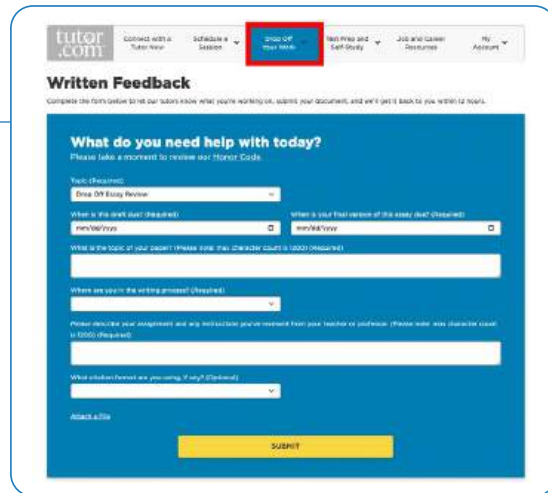 tutor
.com
Connect with a
Tutor Now
Schedule a
Session
Drop Off
Your Work
Test Prep and
Self-Study
Job and Career
Resources
My
Account
Written Feedback
Complete the form below to let our tutors know what you're working on, submit your document, and we'll get it back to you within 12 hours.
What do you need help with today?
Please take a moment to review our Honor Code.
Topic (Required)
Drop Off Essay Review
When is this draft due? (Required)
When is your final version of this essay due? (Required)
mm/dd/yyyy
mm/dd/yyyy
What is the topic of your paper? (Please note: max character count is 1200) (Required)
Where are you in the writing process? (Required)
Please describe your assignment and any instructions you've received from your teacher or professor. (Please note: max character count
is 1200) (Required)
What citation format are you using, if any? (Optional)
Attach a File
SUBMIT